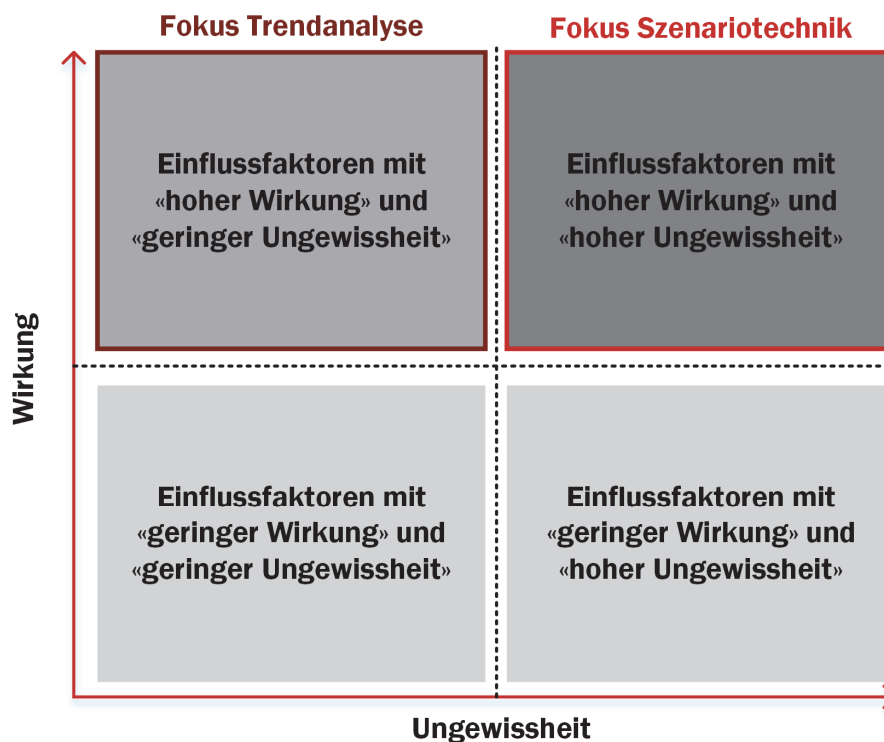 Fokus Trendanalyse
Fokus Szenariotechnik
Einflussfaktoren mit
«hoher Wirkung» und
«geringer Ungewissheit»
Einflussfaktoren mit
«hoher Wirkung» und
«hoher Ungewissheit»
Wirkung
Einflussfaktoren mit
«geringer Wirkung» und
«geringer Ungewissheit»
Einflussfaktoren mit
«geringer Wirkung» und
«hoher Ungewissheit»
Ungewissheit